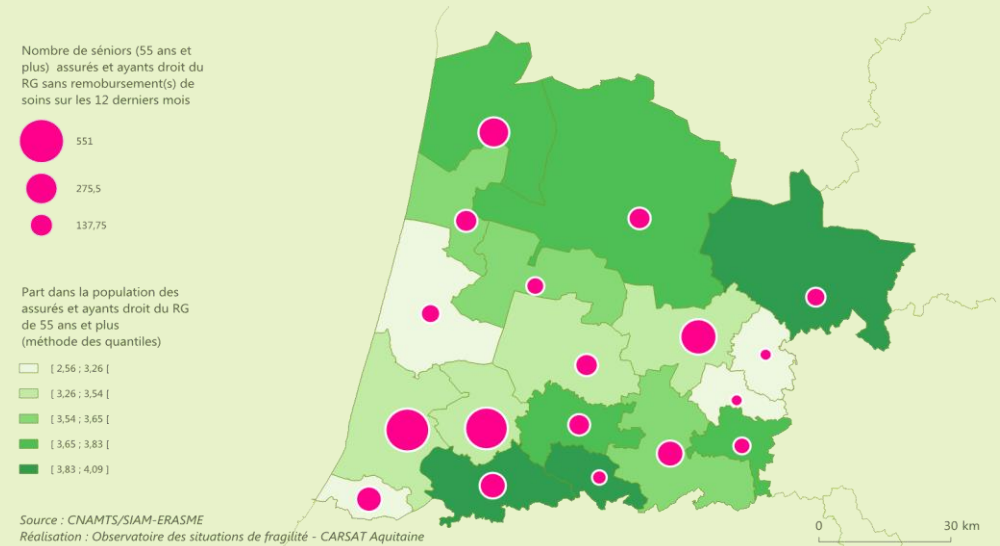 Nombre de séniors (55 ans et
plus) assurés et ayants droit du
RG sans remobursement(s) de
soins sur les 12 derniers mois
551
275,5
137,75
Part dans la population des
assurés et ayants droit du RG
de 55 ans et plus
(méthode des quantiles)
[ 2,56 ; 3,26 [
[ 3,26 ; 3,54 [
[ 3,54 ; 3,65 [
[ 3,65 ; 3,83 [
[ 3,83 ; 4,09 ]
Source : CNAMTS/SIAM-ERASME
Réalisation : Observatoire des situations de fragilité - CARSAT Aquitaine
0 30 km